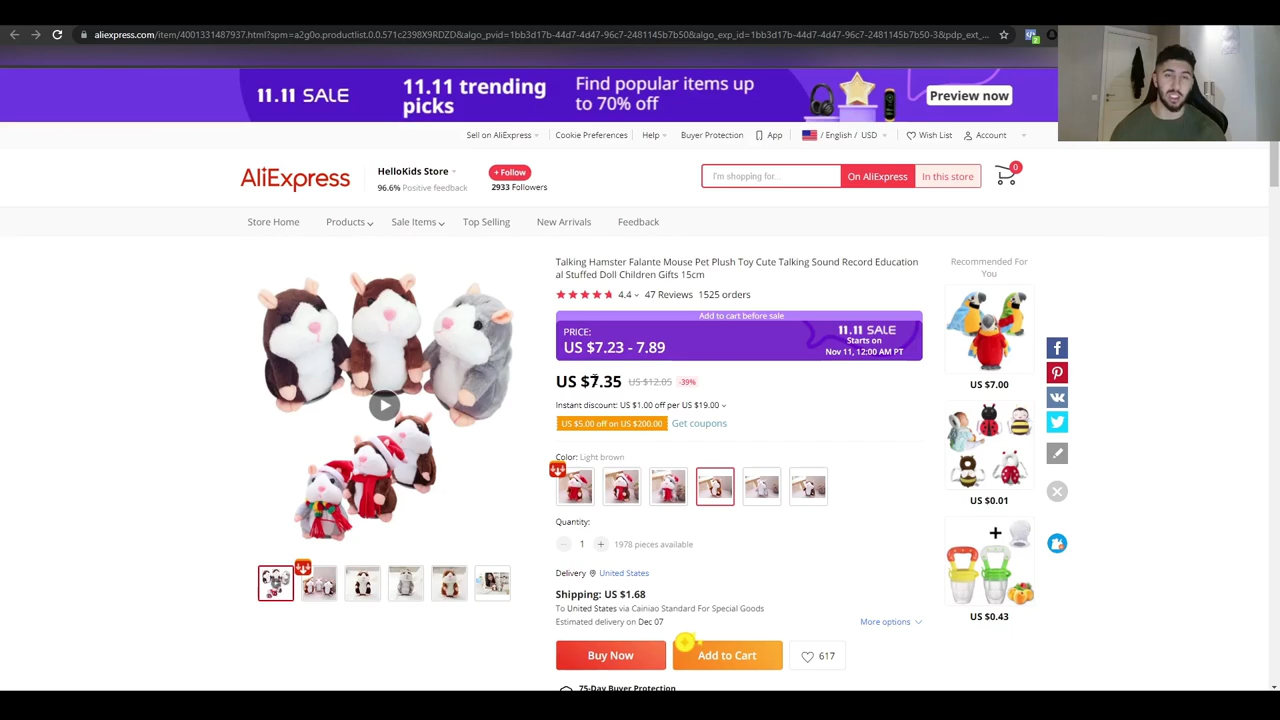 aliexpress.com/item/4001331487937.html?spm=a2g0o.productlist.0.0.571c2398X9RDZD&algo_pvid=1bb3d17b-44d7-4d47-96c7-2481145b7b50&algo_exp_id=1bb3d17b-44d7-4d47-96c7-2481145b7b50-3&pdp_ext_...
11.11 SALE
11.11 trending picks
Find popular items up to 70% off
Preview now
Sell on AliExpress
Cookie Preferences
Help
Buyer Protection
App
/ English / USD
Wish List
Account
AliExpress
HelloKids Store
96.6% Positive feedback
+ Follow
2933 Followers
I'm shopping for...
On AliExpress
In this store
0
Store Home
Products
Sale Items
Top Selling
New Arrivals
Feedback
Talking Hamster Falante Mouse Pet Plush Toy Cute Talking Sound Record Education
al Stuffed Doll Children Gifts 15cm
4.4
47 Reviews
1525 orders
Add to cart before sale
PRICE:
US $7.23 - 7.89
11.11 SALE
Starts on
Nov 11, 12:00 AM PT
US $7.35
US $12.05
-39%
Instant discount: US $1.00 off per US $19.00
US $5.00 off on US $200.00
Get coupons
Color: Light brown
Quantity:
1
1978 pieces available
Delivery
United States
Shipping: US $1.68
To United States via Cainiao Standard For Special Goods
Estimated delivery on Dec 07
More options
Buy Now
Add to Cart
617
75-Day Buyer Protection
Recommended For
You
US $7.00
US $0.01
US $0.43